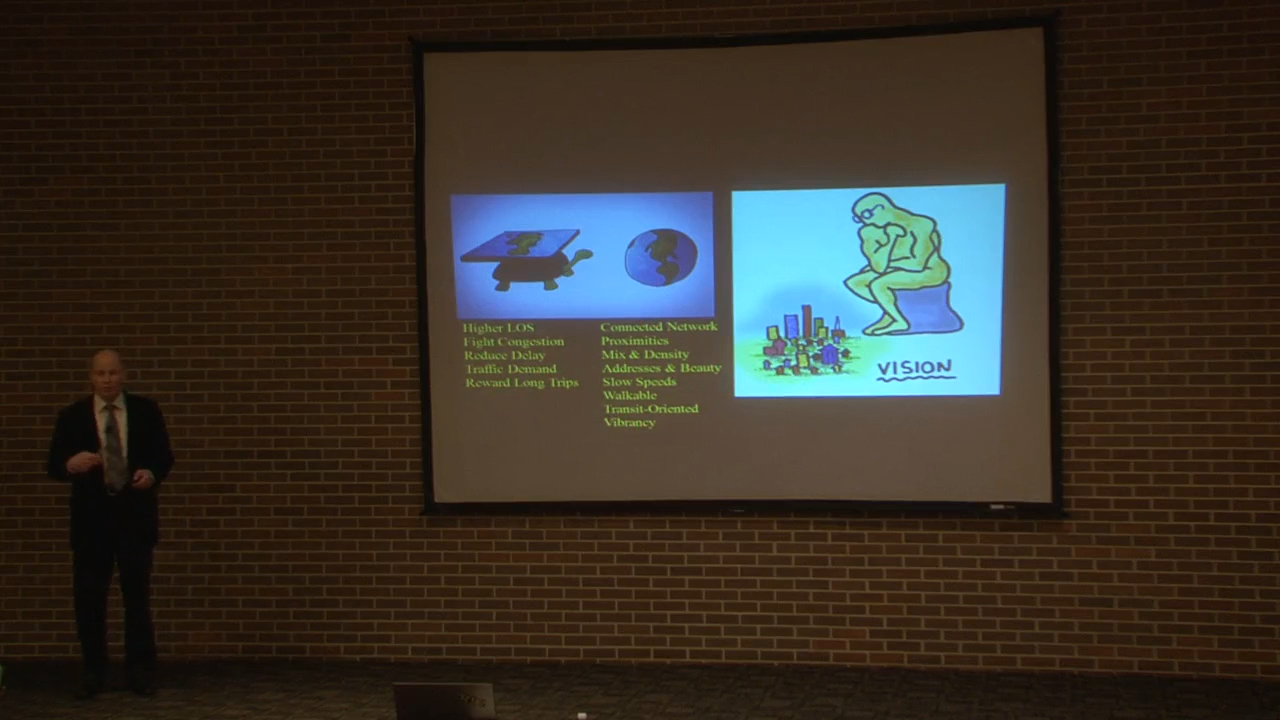 Higher LOS
Fight Congestion
Reduce Delay
Traffic Demand
Reward Long Trips
Connected Network
Proximities
Mix & Density
Addresses & Beauty
Slow Speeds
Walkable
Transit-Oriented
Vibrancy
VISION